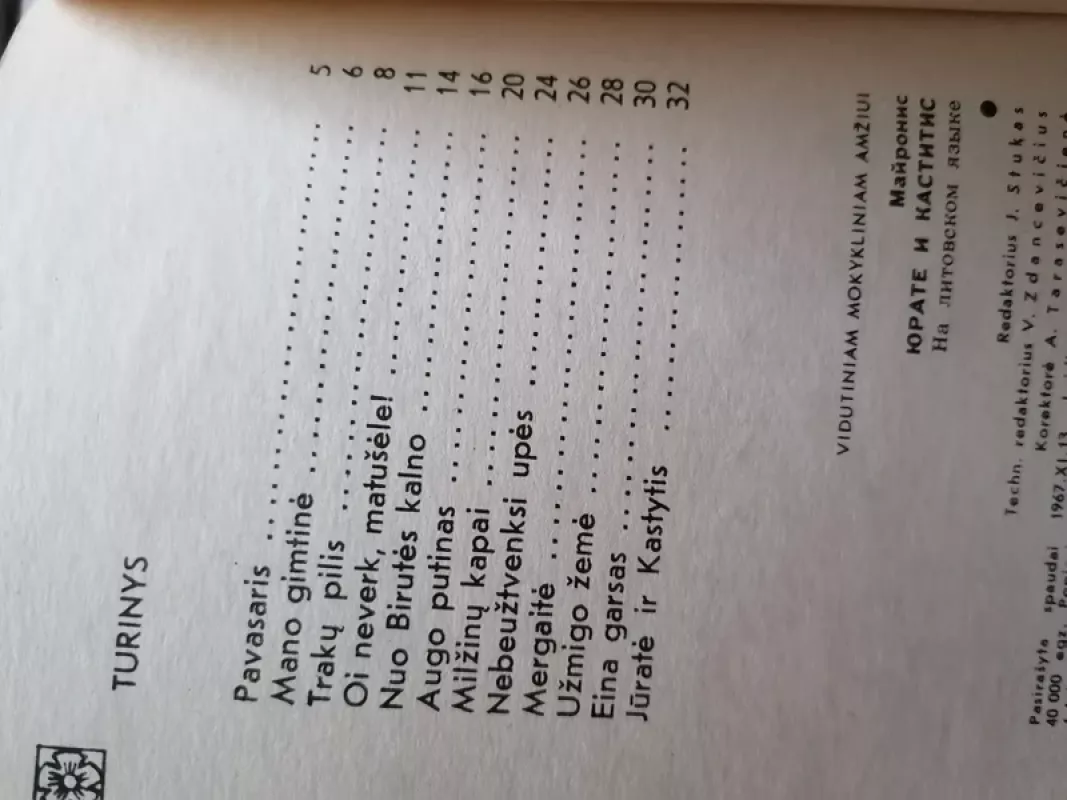 TURINYS
Pavasaris .......................... 5
Mano gimtinė .......................... 6
Trakų pilis .......................... 8
Oi neverk, matušėle! .......................... 11
Nuo Birutės kalno .......................... 14
Augo putinas .......................... 16
Milžinų kapai .......................... 20
Nebeužtvenksi upės .......................... 24
Mergaitė .......................... 26
Užmigo žemė .......................... 28
Eina garsas .......................... 30
Jūratė ir Kastytis .......................... 32
VIDUTINIAM MOKYKLINIAM AMŽIUI
Майронис
ЮРАТЕ И КАСТИТИС
На литовском языке
●
Redaktorius J. Stukas
Techn. redaktorius V. Zdancevičius
Korektorė A. Tarasevičienė
Pasirašyta spaudai 1967.XI.13.
40 000 egz.